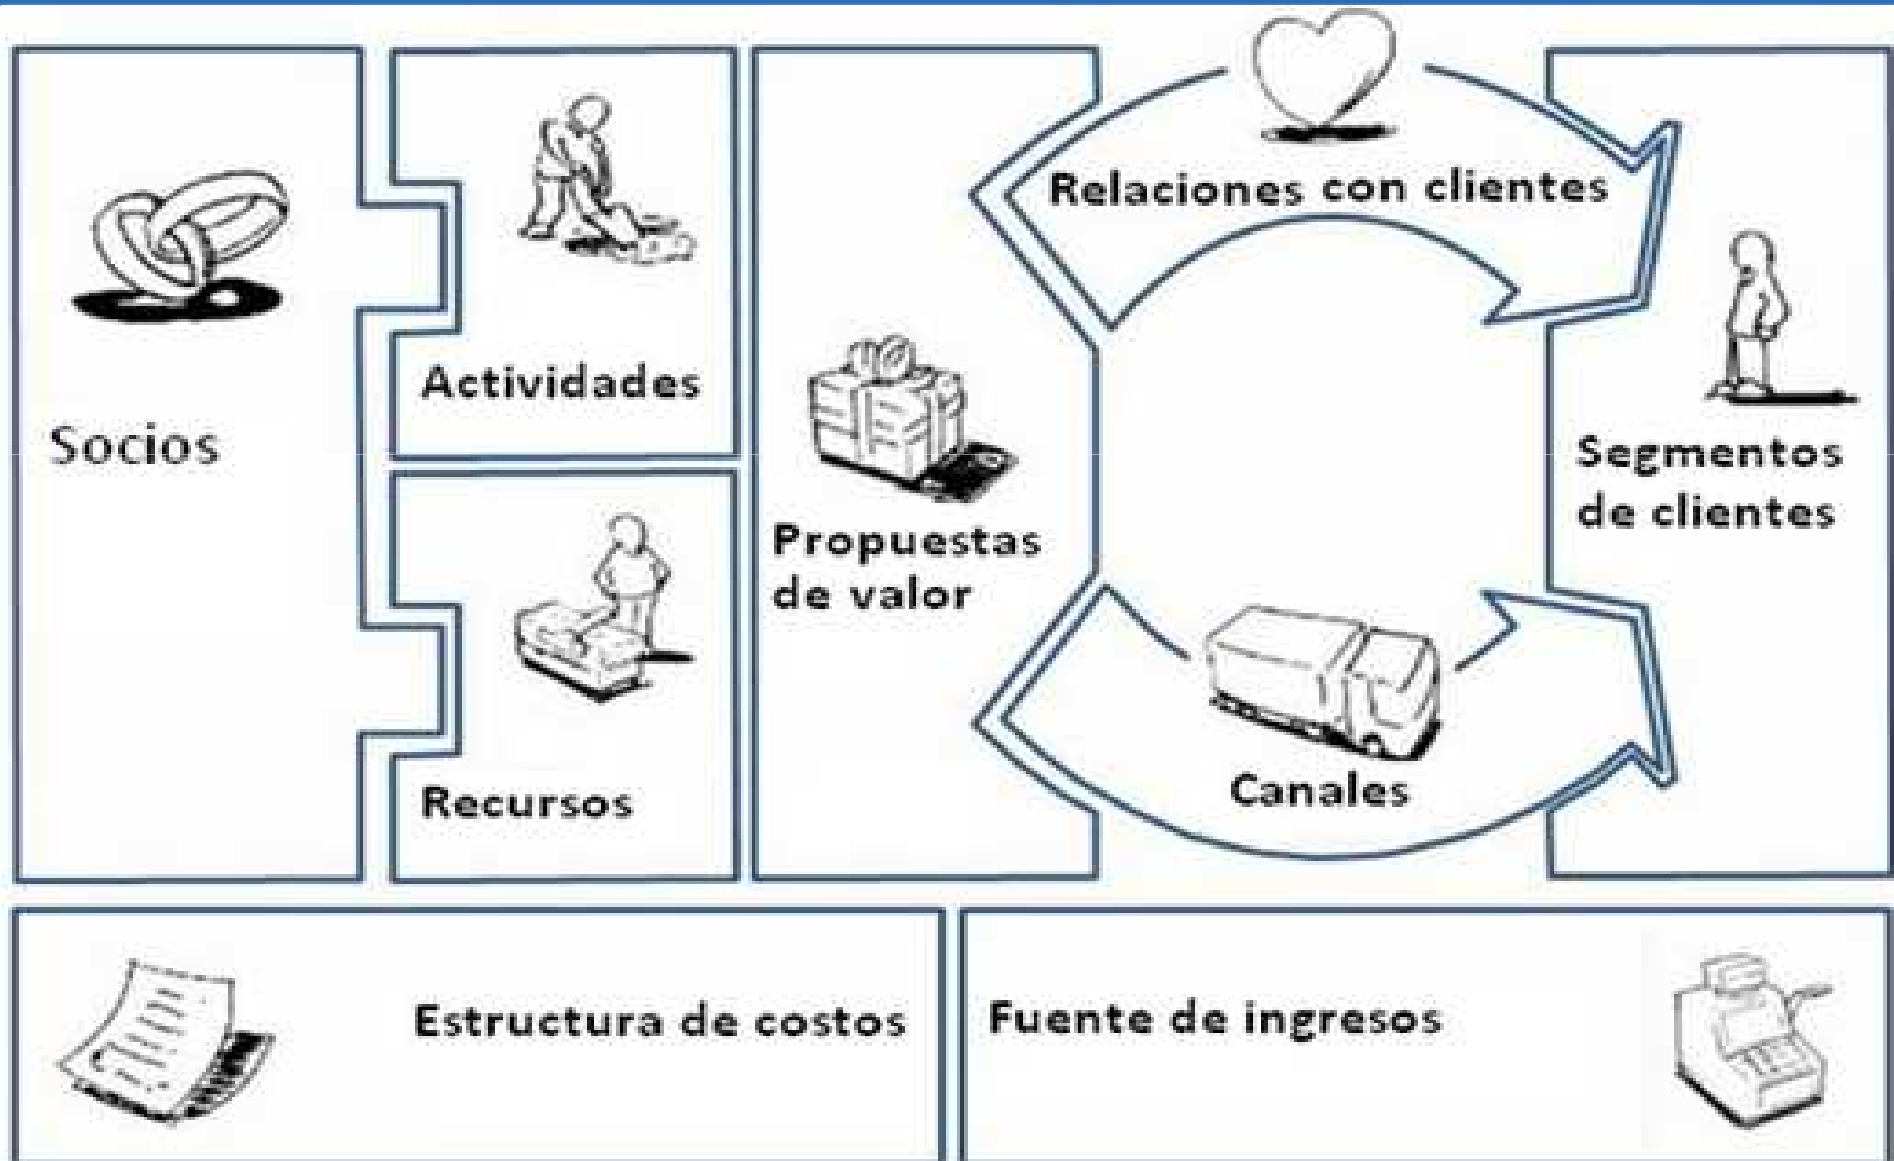 Socios
Actividades
Recursos
Propuestas
de valor
Relaciones con clientes
Canales
Segmentos
de clientes
Estructura de costos
Fuente de ingresos